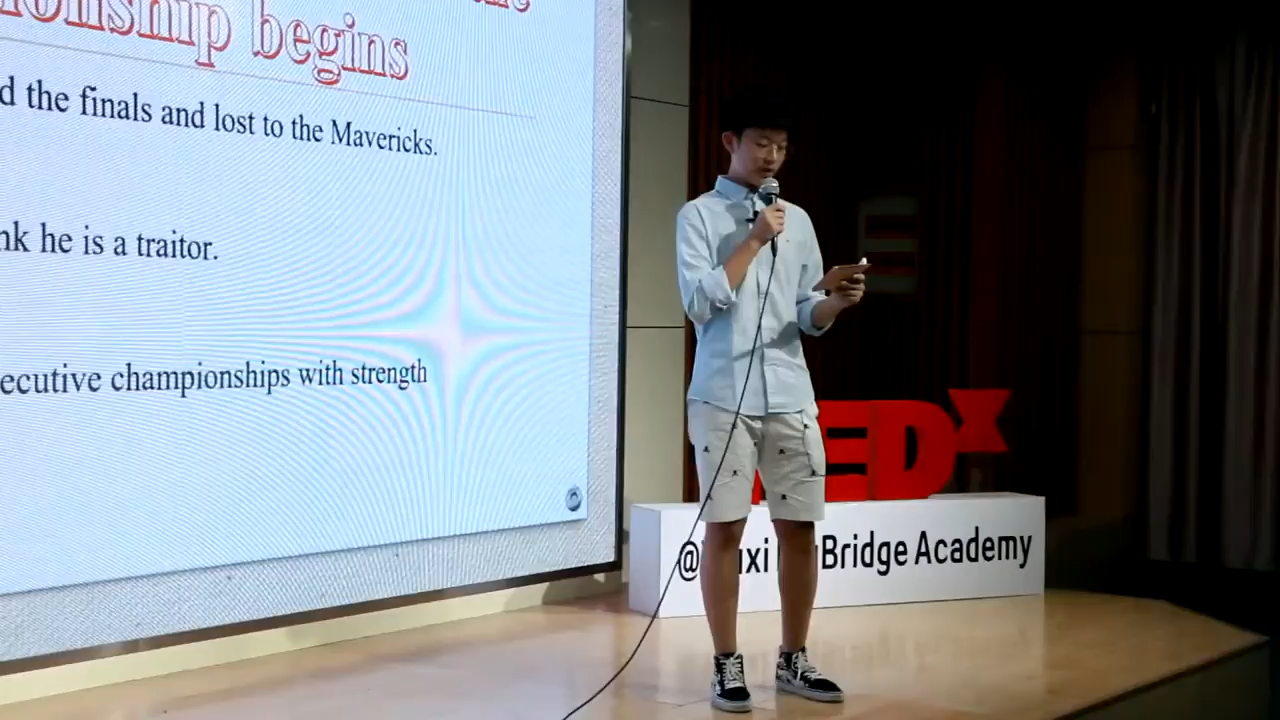 begins
d the finals and lost to the Mavericks.
nk he is a traitor.
ecutive championships with strength
EDx
@ uxi Bridge Academy